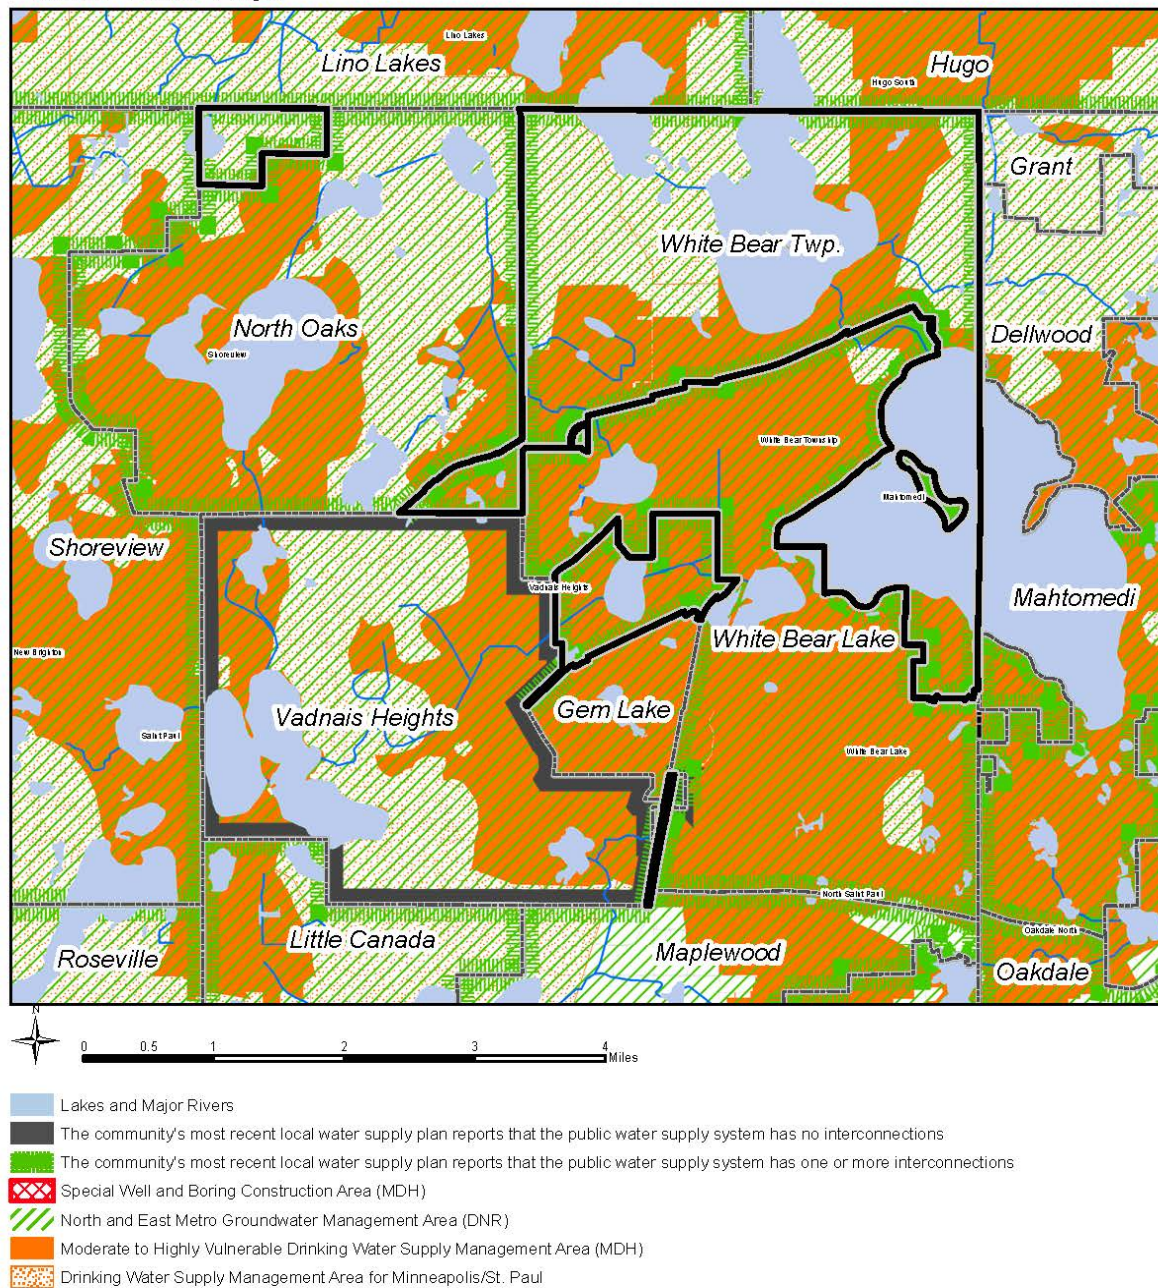 Lino Lakes
Lino Lakes
Hugo
Hugo South
Grant
White Bear Twp.
North Oaks
Shoreview
Dellwood
White Bear Township
Mahtomedi
Shoreview
Vadnais Heights
Mahtomedi
New Brighton
White Bear Lake
Vadnais Heights
Gem Lake
Saint Paul
White Bear Lake
North Saint Paul
Oakdale North
Little Canada
Maplewood
Roseville
Oakdale
N
0 0.5 1 2 3 4
Miles
Lakes and Major Rivers
The community's most recent local water supply plan reports that the public water supply system has no interconnections
The community's most recent local water supply plan reports that the public water supply system has one or more interconnections
Special Well and Boring Construction Area (MDH)
North and East Metro Groundwater Management Area (DNR)
Moderate to Highly Vulnerable Drinking Water Supply Management Area (MDH)
Drinking Water Supply Management Area for Minneapolis/St. Paul